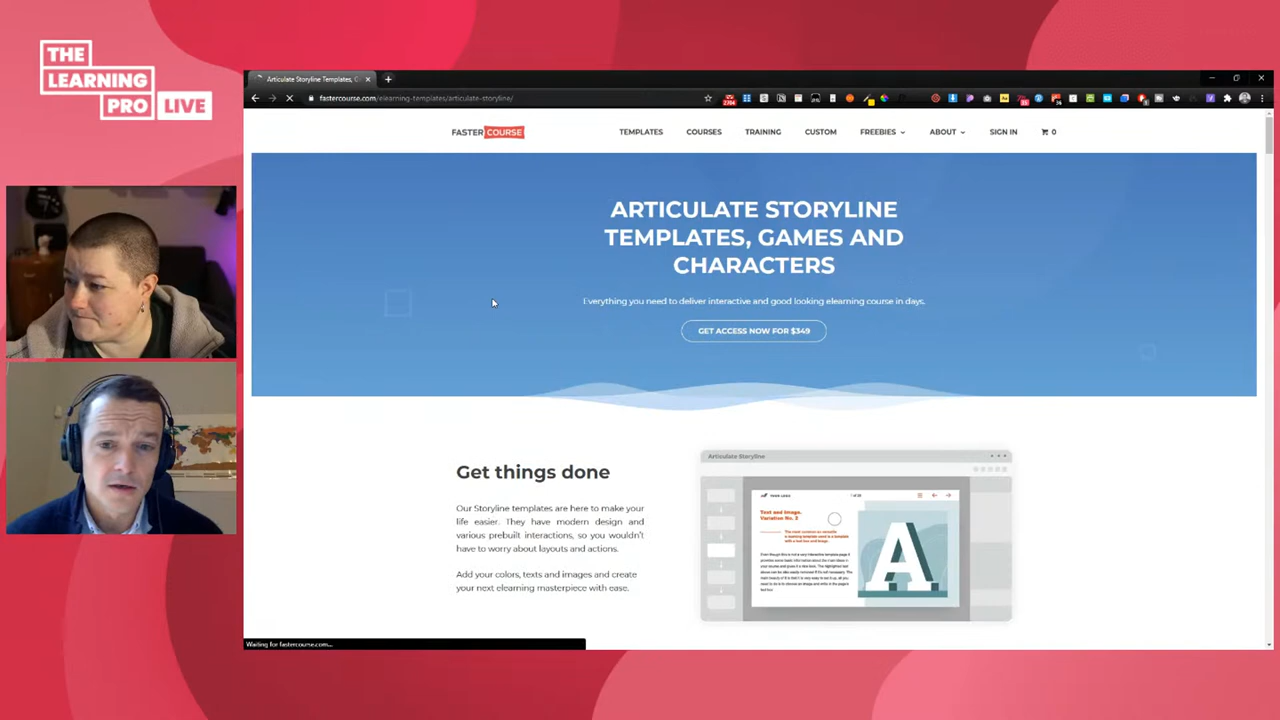 THE
LEARNING
PRO LIVE
Articulate Storyline Templates, G
fastercourse.com/elearning-templates/articulate-storyline/
FASTER COURSE
TEMPLATES COURSES TRAINING CUSTOM FREEBIES ABOUT SIGN IN 0
ARTICULATE STORYLINE
TEMPLATES, GAMES AND
CHARACTERS
Everything you need to deliver interactive and good looking elearning course in days.
GET ACCESS NOW FOR $349
Get things done
Our Storyline templates are here to make your
life easier. They have modern design and
various prebuilt interactions, so you wouldn't
have to worry about layouts and actions.
Add your colors, texts and images and create
your next elearning masterpiece with ease.
Articulate Storyline
YOUR LOGO
Text and Image.
Variation No. 2
A
Waiting for fastercourse.com...